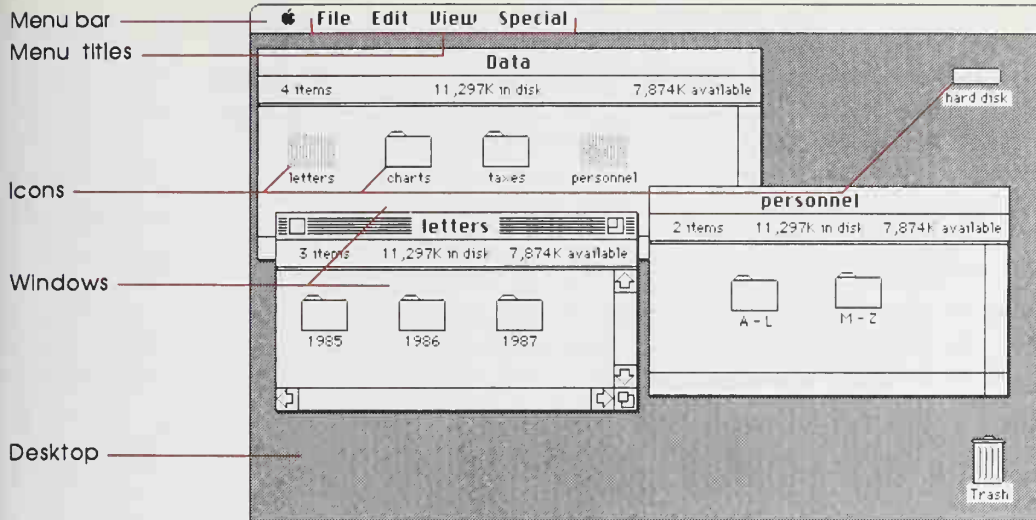 Menu bar
File Edit View Special
Menu titles
Data
4 items 11,297K in disk 7,874K available
hard disk
letters charts taxes personnel
Icons
personnel
2 items 11,297K in disk 7,874K available
letters
3 items 11,297K in disk 7,874K available
Windows
A - L M - Z
1985 1986 1987
Desktop
Trash